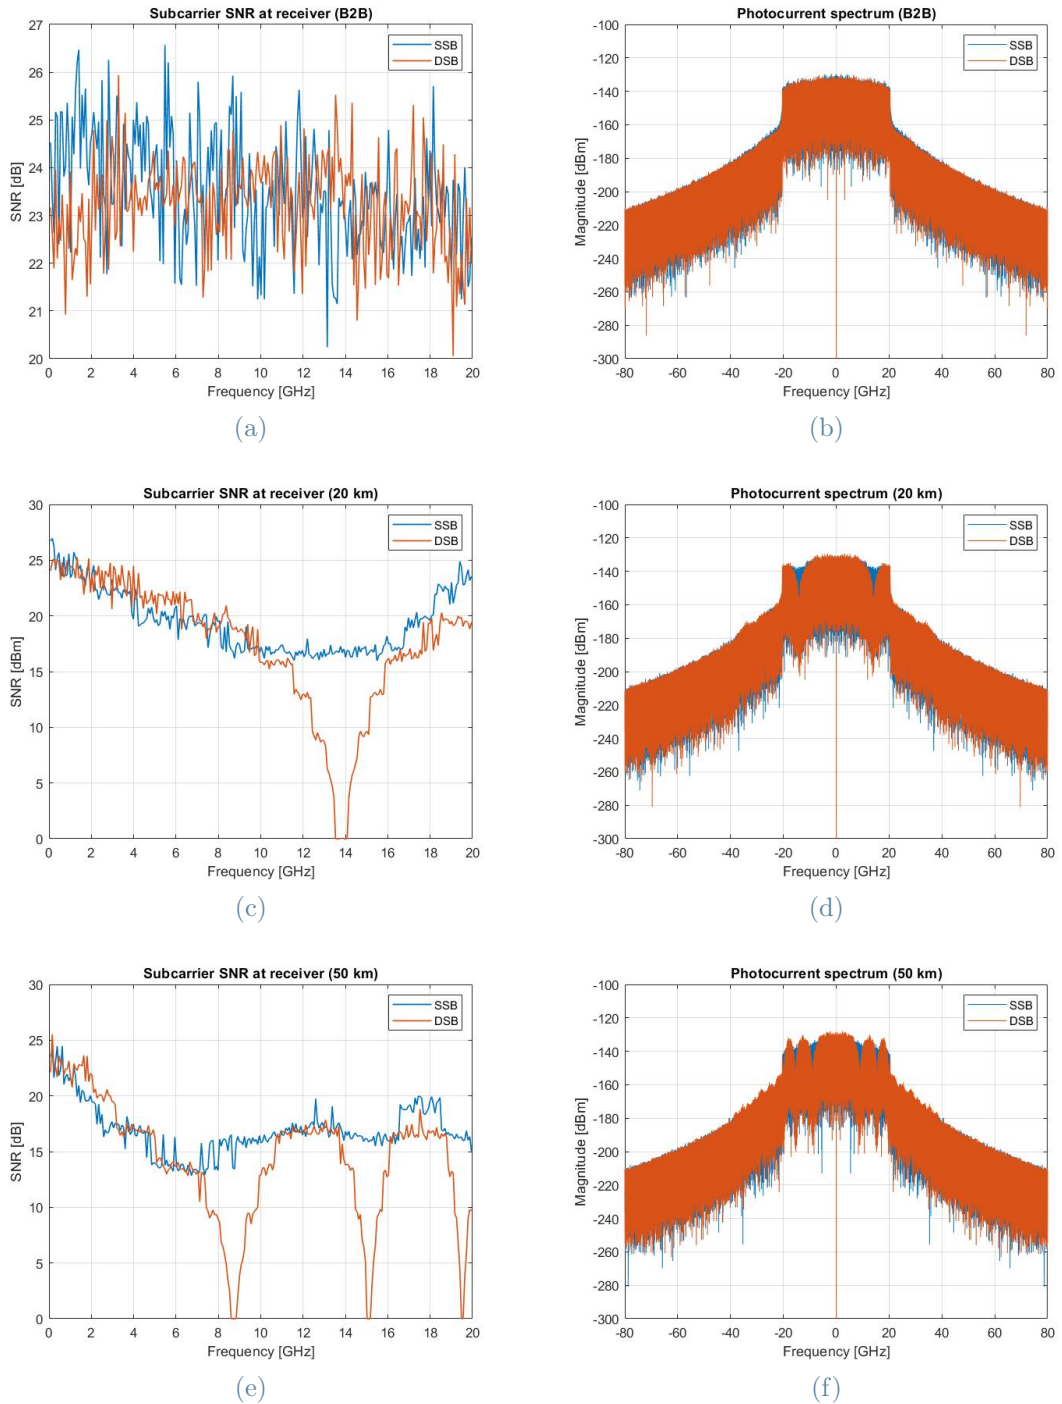 Subcarrier SNR at receiver (B2B)
27
26
25
24
23
22
21
20
SNR [dB]
SSB
DSB
0 2 4 6 8 10 12 14 16 18 20
Frequency [GHz]
(a)
Photocurrent spectrum (B2B)
-100
-120
-140
-160
-180
-200
-220
-240
-260
-280
-300
Magnitude [dBm]
SSB
DSB
-80 -60 -40 -20 0 20 40 60 80
Frequency [GHz]
(b)
Subcarrier SNR at receiver (20 km)
30
25
20
15
10
5
0
SNR [dBm]
SSB
DSB
0 2 4 6 8 10 12 14 16 18 20
Frequency [GHz]
(c)
Photocurrent spectrum (20 km)
-100
-120
-140
-160
-180
-200
-220
-240
-260
-280
-300
Magnitude [dBm]
SSB
DSB
-80 -60 -40 -20 0 20 40 60 80
Frequency [GHz]
(d)
Subcarrier SNR at receiver (50 km)
30
25
20
15
10
5
0
SNR [dB]
SSB
DSB
0 2 4 6 8 10 12 14 16 18 20
Frequency [GHz]
(e)
Photocurrent spectrum (50 km)
-100
-120
-140
-160
-180
-200
-220
-240
-260
-280
-300
Magnitude [dBm]
SSB
DSB
-80 -60 -40 -20 0 20 40 60 80
Frequency [GHz]
(f)